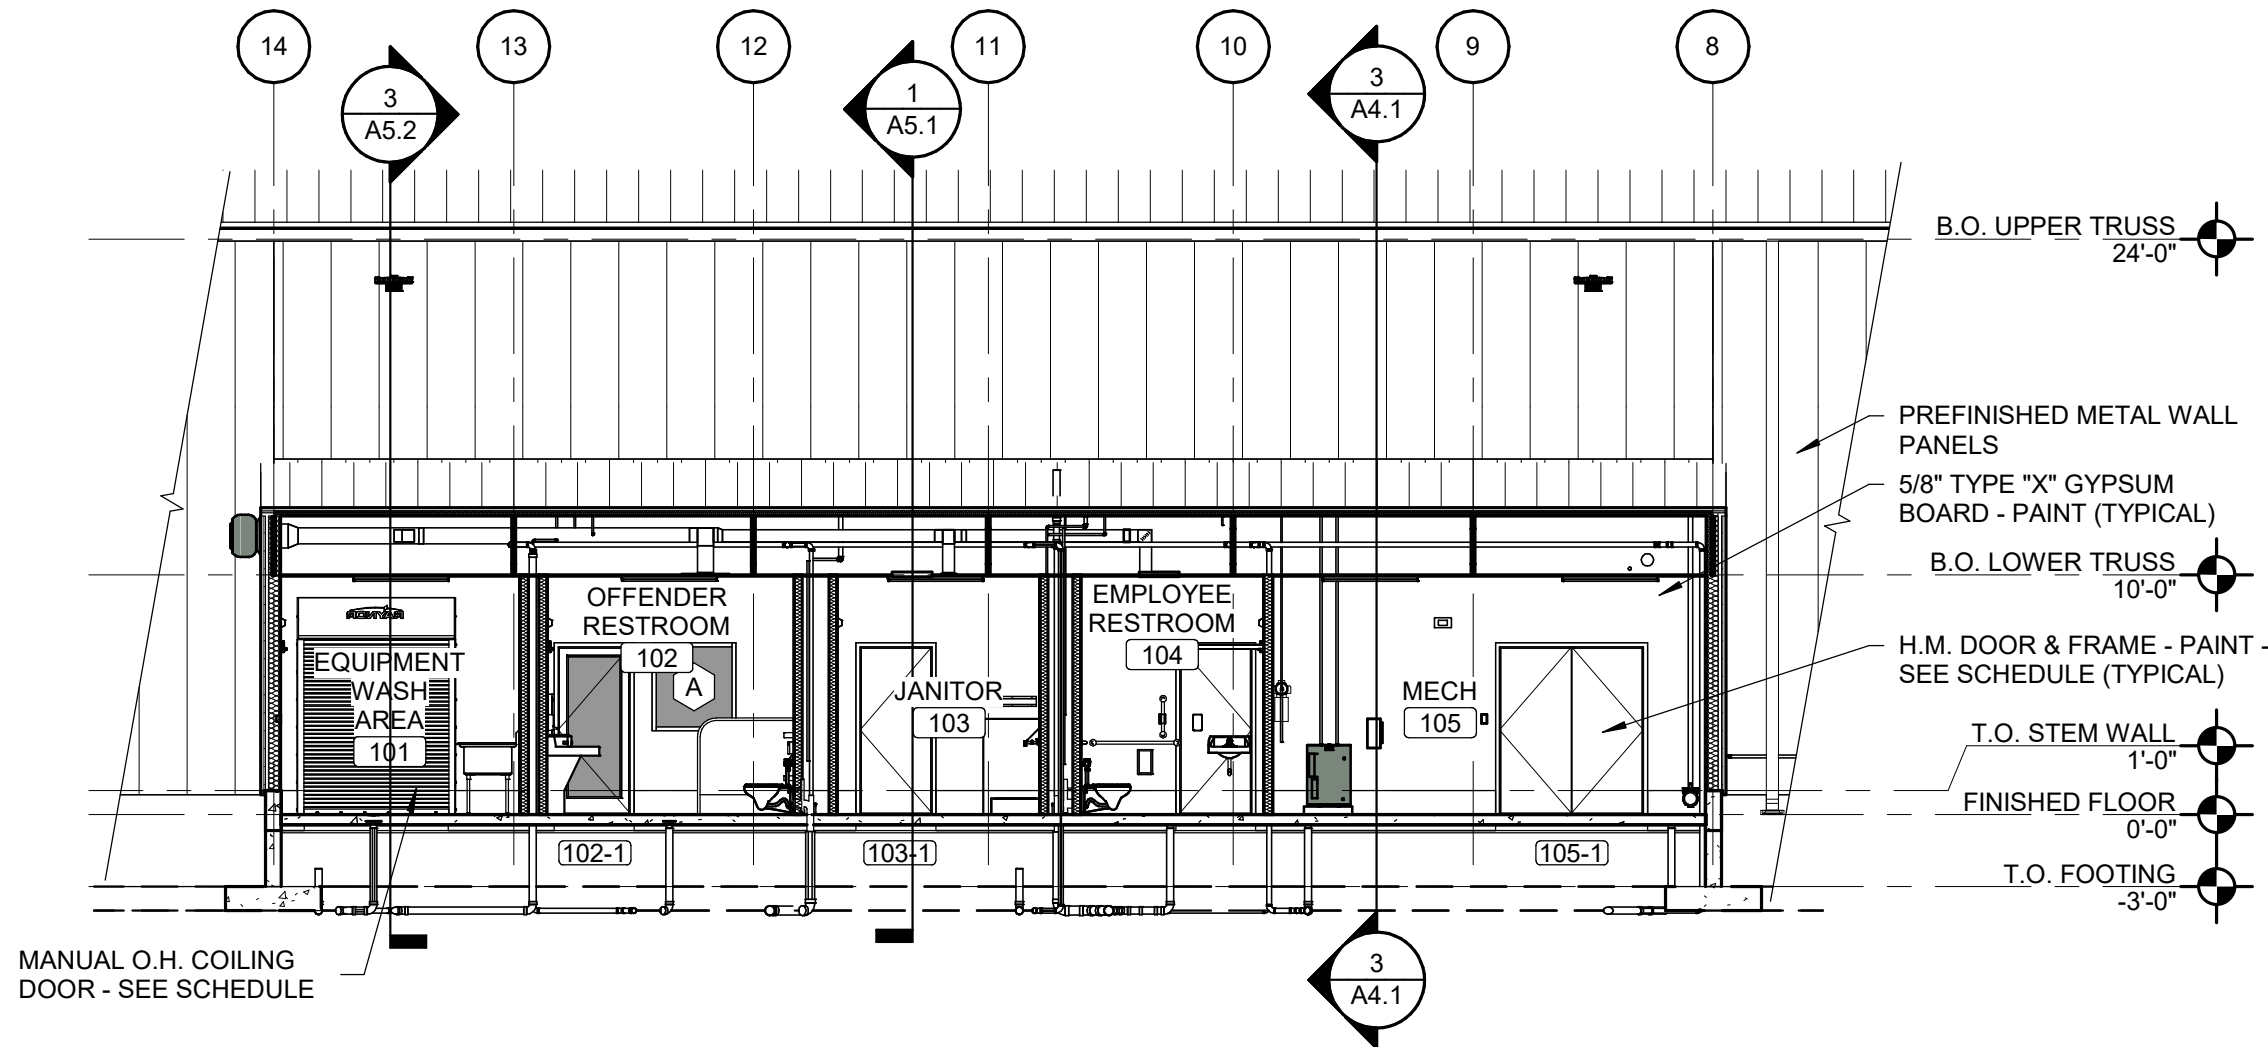 14
13
12
11
10
9
8
3
A5.2
1
A5.1
3
A4.1
B.O. UPPER TRUSS
24'-0"
PREFINISHED METAL WALL
PANELS
5/8" TYPE "X" GYPSUM
BOARD - PAINT (TYPICAL)
B.O. LOWER TRUSS
10'-0"
H.M. DOOR & FRAME - PAINT -
SEE SCHEDULE (TYPICAL)
T.O. STEM WALL
1'-0"
FINISHED FLOOR
0'-0"
T.O. FOOTING
-3'-0"
RAYNOR
EQUIPMENT
WASH
AREA
101
OFFENDER
RESTROOM
102
A
JANITOR
103
EMPLOYEE
RESTROOM
104
MECH
105
102-1
103-1
105-1
MANUAL O.H. COILING
DOOR - SEE SCHEDULE
3
A4.1